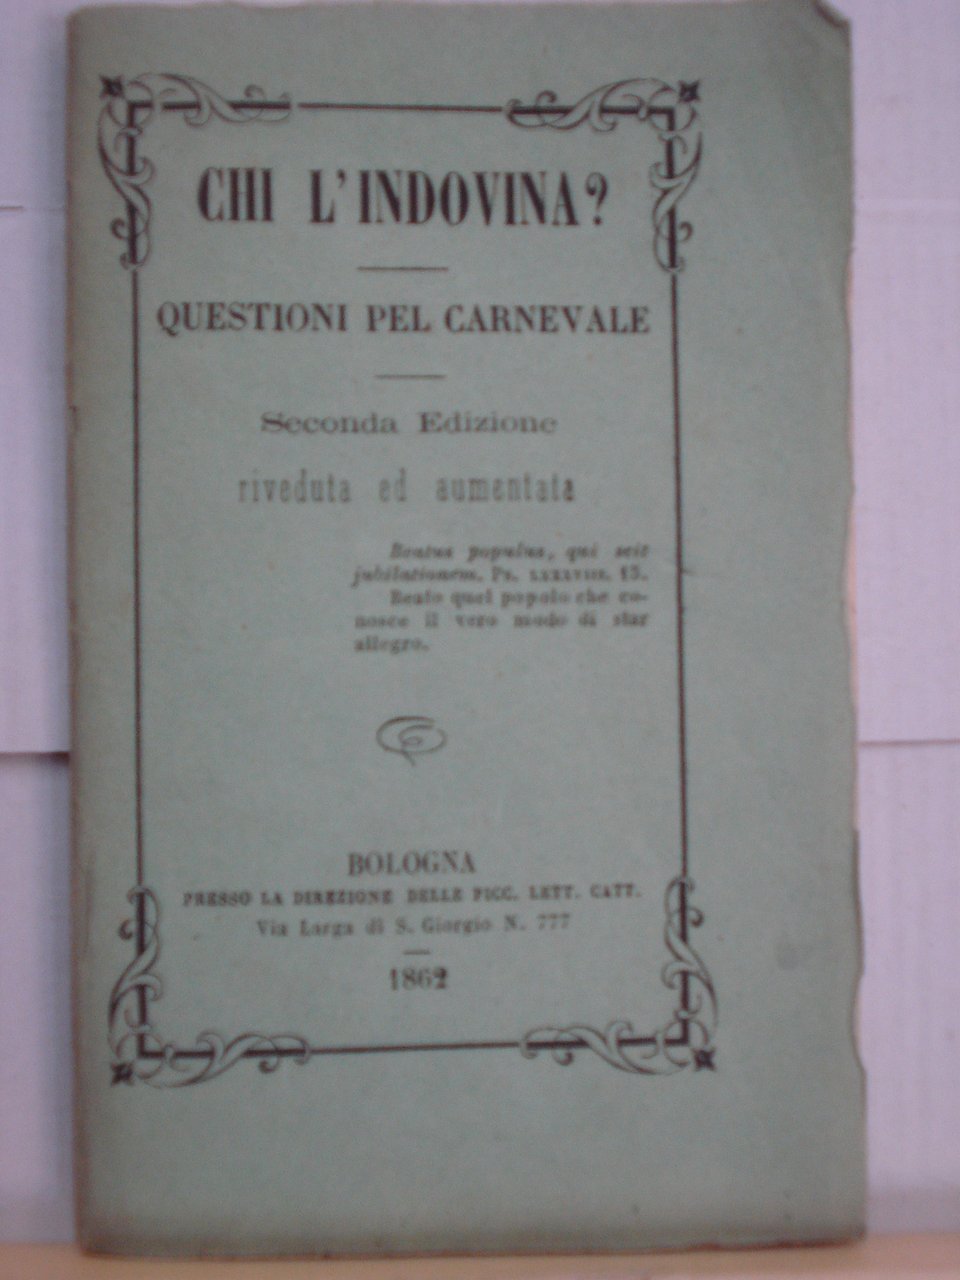 CHI L'INDOVINA?
QUESTIONI PEL CARNEVALE
Seconda Edizione
riveduta ed aumentata
Beatus populus, qui scit
jubilationem. Ps. LXXXVIII. 15.
Beato quel popolo che co-
nosce il vero modo di star
allegro.
BOLOGNA
PRESSO LA DIREZIONE DELLE PICC. LETT. CATT.
Via Larga di S. Giorgio N. 777
1862